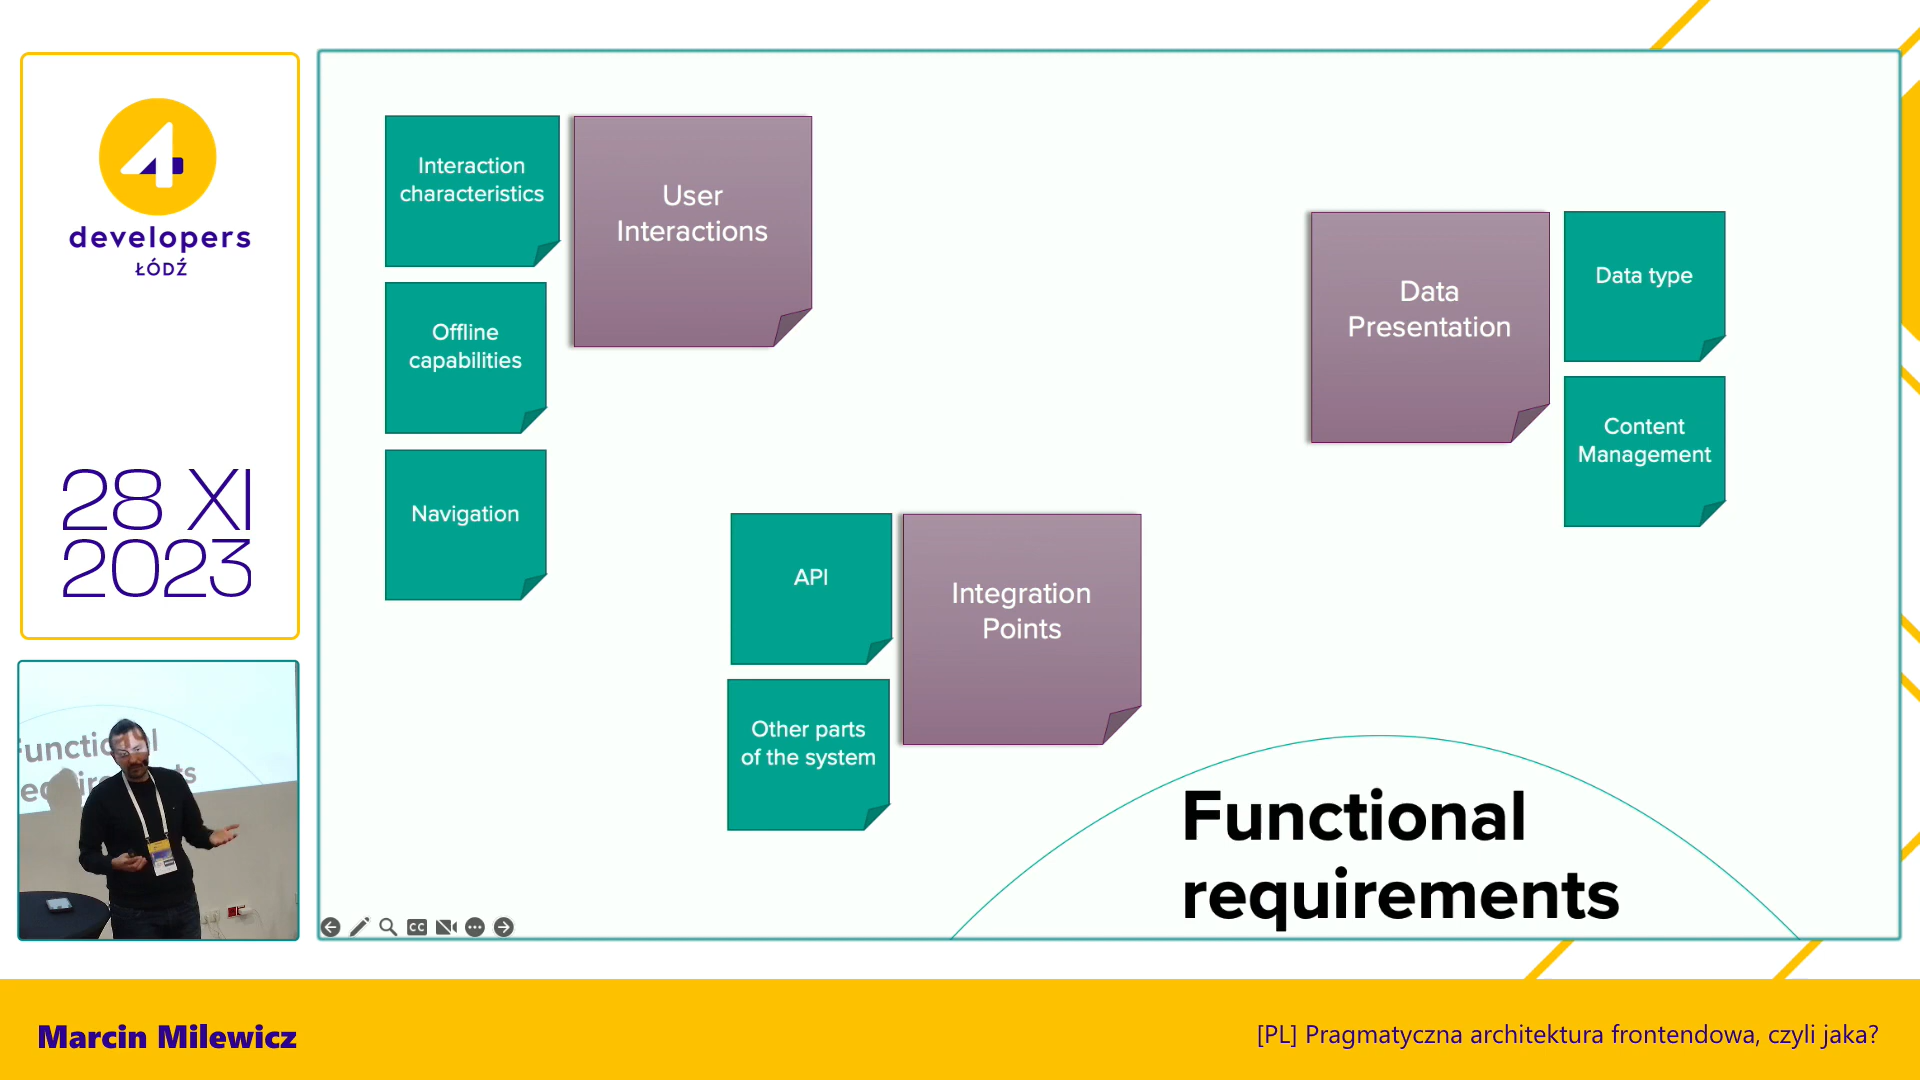 4
developers
ŁÓDŹ
28 XI
2023
Interaction
characteristics
User
Interactions
Offline
capabilities
Navigation
Data
Presentation
Data type
Content
Management
API
Integration
Points
Other parts
of the system
Functional
requirements
CC
Marcin Milewicz
[PL] Pragmatyczna architektura frontendowa, czyli jaka?